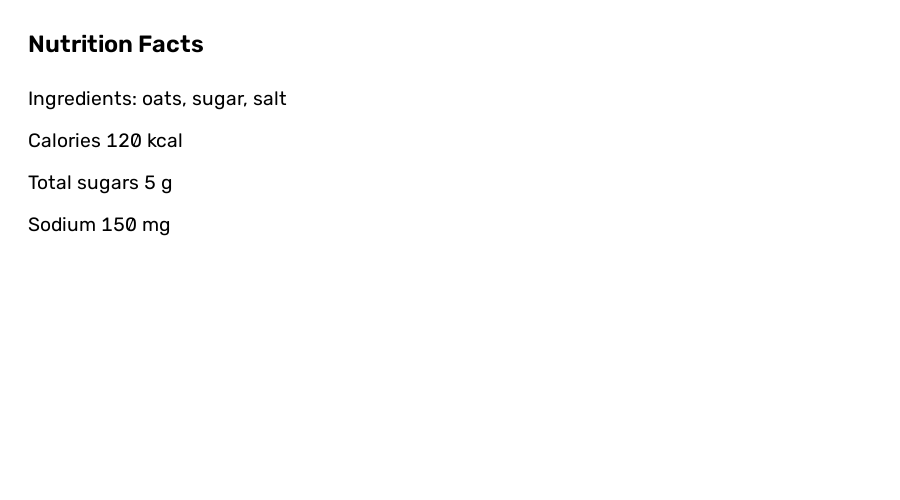 Nutrition Facts
Ingredients: oats, sugar, salt
Calories 120 kcal
Total sugars 5 g
Sodium 150 mg